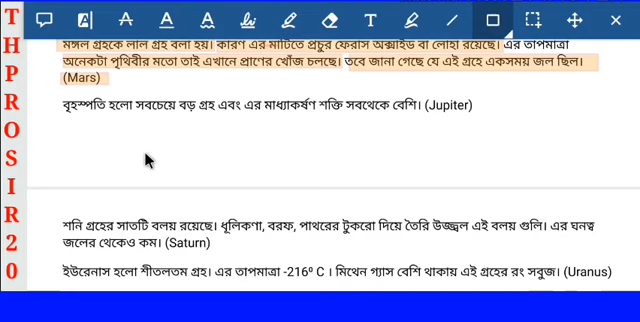 THPROSIR20
মঙ্গল গ্রহকে লাল গ্রহ বলা হয়। কারণ এর মাটিতে প্রচুর ফেরাস অক্সাইড বা লোহা রয়েছে। এর তাপমাত্রা
অনেকটা পৃথিবীর মতো তাই এখানে প্রাণের খোঁজ চলছে। তবে জানা গেছে যে এই গ্রহে একসময় জল ছিল।
(Mars)
বৃহস্পতি হলো সবচেয়ে বড় গ্রহ এবং এর মাধ্যাকর্ষণ শক্তি সবথেকে বেশি। (Jupiter)
শনি গ্রহের সাতটি বলয় রয়েছে। ধূলিকণা, বরফ, পাথরের টুকরো দিয়ে তৈরি উজ্জ্বল এই বলয় গুলি। এর ঘনত্ব
জলের থেকেও কম। (Saturn)
ইউরেনাস হলো শীতলতম গ্রহ। এর তাপমাত্রা -216⁰ C । মিথেন গ্যাস বেশি থাকায় এই গ্রহের রং সবুজ। (Uranus)